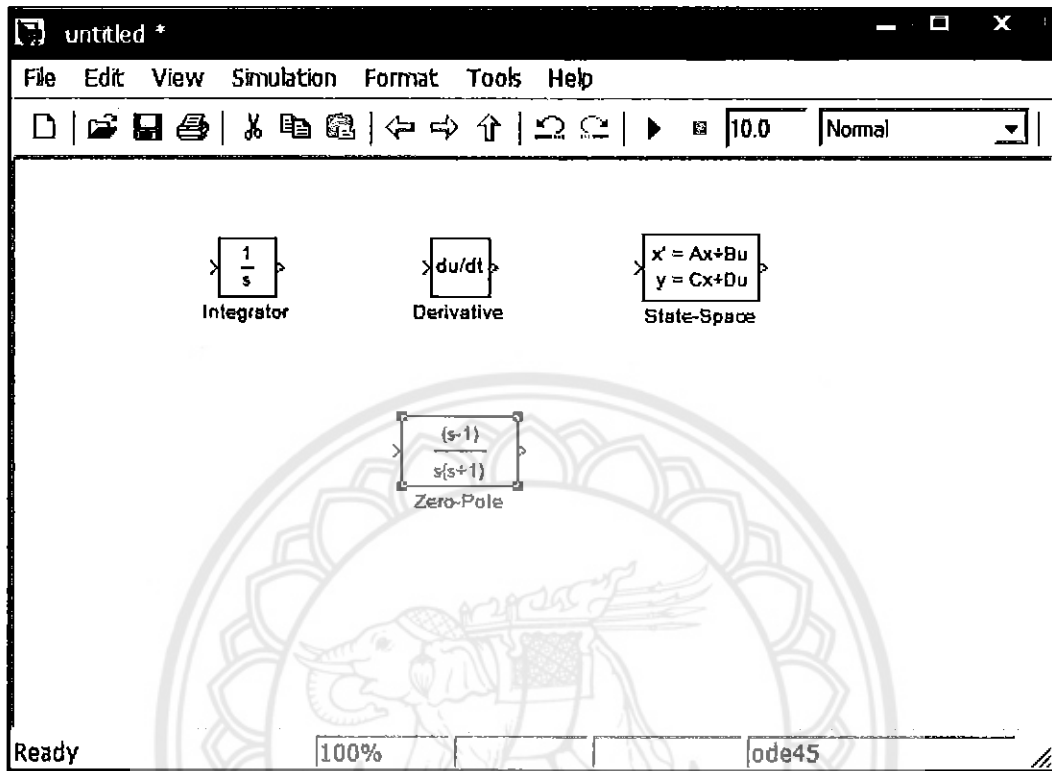 untitled *
File Edit View Simulation Format Tools Help
10.0 Normal
1
s
Integrator
du/dt
Derivative
x' = Ax+Bu
y = Cx+Du
State-Space
(s-1)
s(s+1)
Zero-Pole
Ready 100% ode45